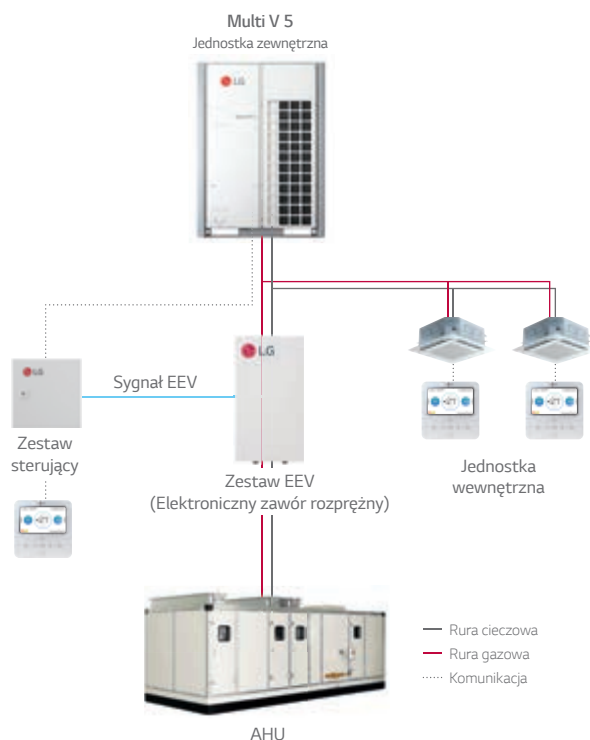 Multi V 5
Jednostka zewnętrzna
LG
LG
LG
Sygnał EEV
Zestaw
sterujący
Zestaw EEV
(Elektroniczny zawór rozprężny)
Jednostka
wewnętrzna
Rura cieczowa
Rura gazowa
Komunikacja
AHU